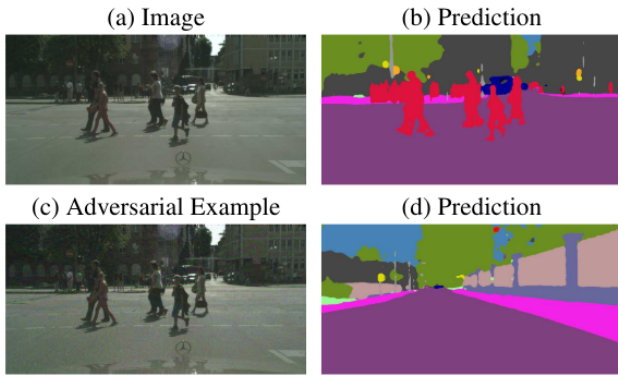 (a) Image
(b) Prediction
(c) Adversarial Example
(d) Prediction